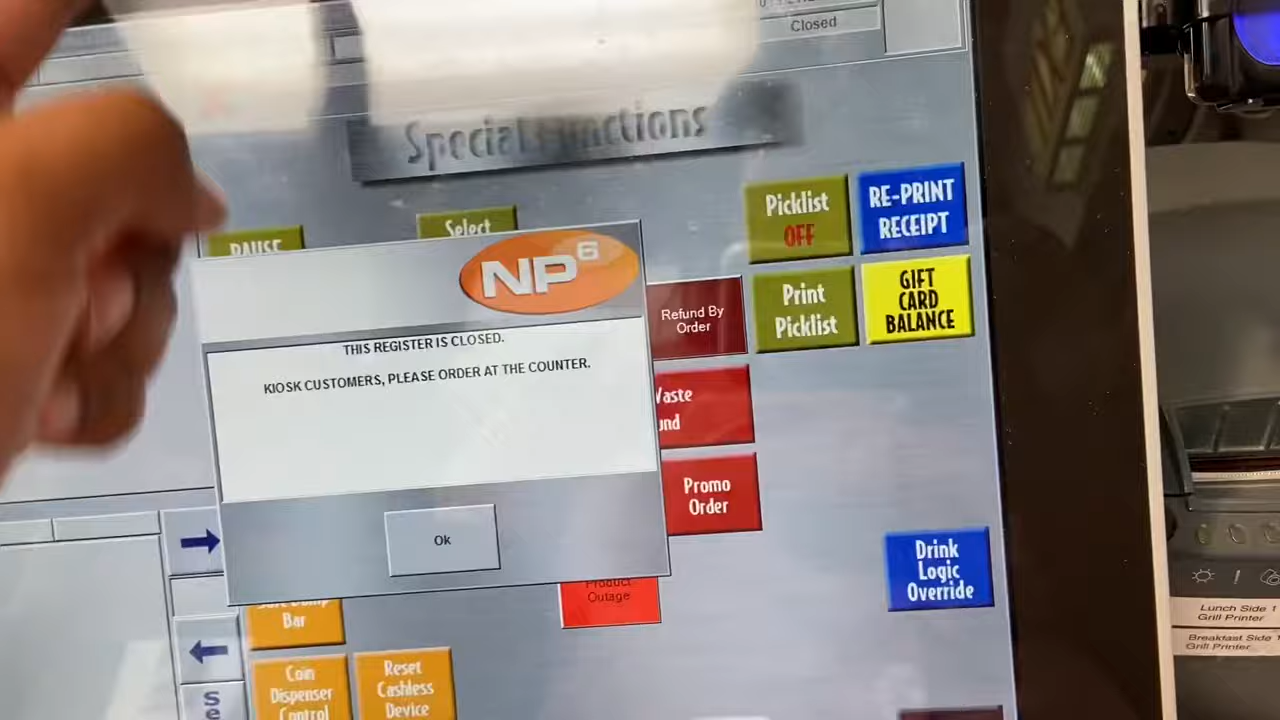 Closed
Special Functions
PAUSE
Select
Picklist
OFF
RE-PRINT
RECEIPT
NP6
Refund By
Order
Print
Picklist
GIFT
CARD
BALANCE
THIS REGISTER IS CLOSED.
KIOSK CUSTOMERS, PLEASE ORDER AT THE COUNTER.
Promo
Order
Ok
Drink
Logic
Override
Product
Outage
Bar
Coin
Dispenser
Control
Reset
Cashless
Device
Lunch Side 1
Grill Printer
Breakfast Side 1
Grill Printer